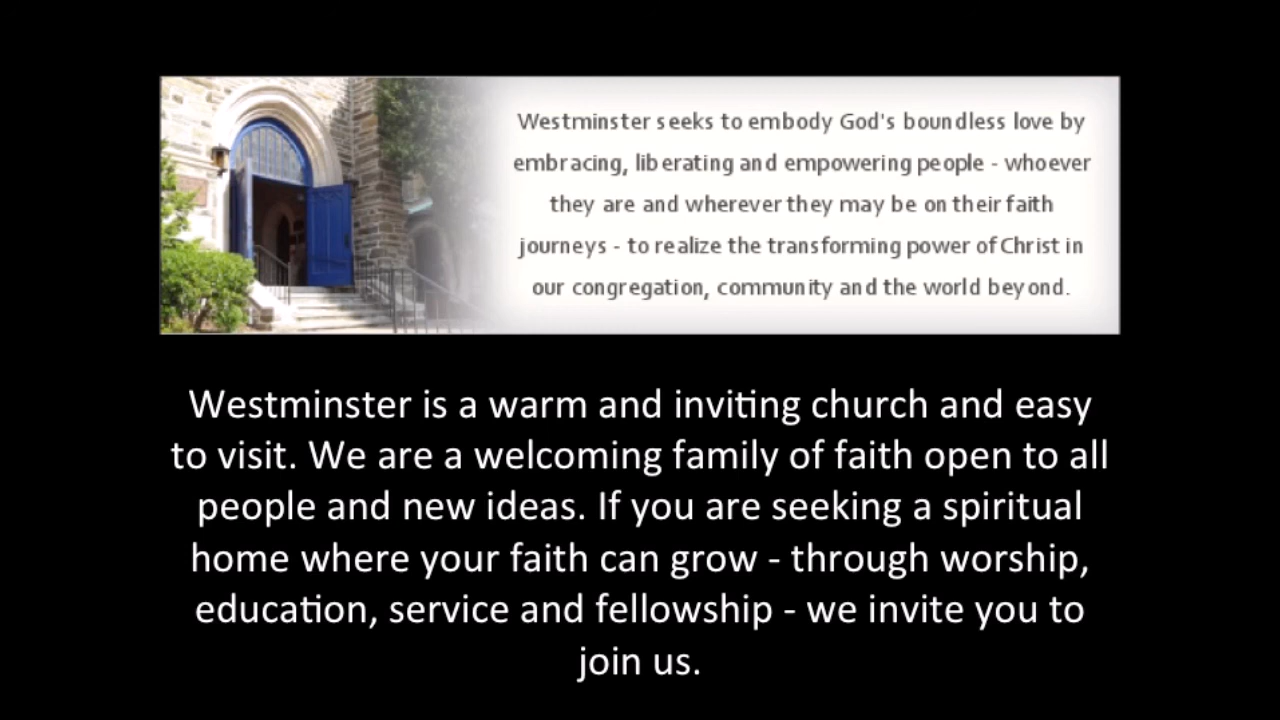 Westminster seeks to embody God's boundless love by
embracing, liberating and empowering people - whoever
they are and wherever they may be on their faith
journeys - to realize the transforming power of Christ in
our congregation, community and the world beyond.
Westminster is a warm and inviting church and easy
to visit. We are a welcoming family of faith open to all
people and new ideas. If you are seeking a spiritual
home where your faith can grow - through worship,
education, service and fellowship - we invite you to
join us.